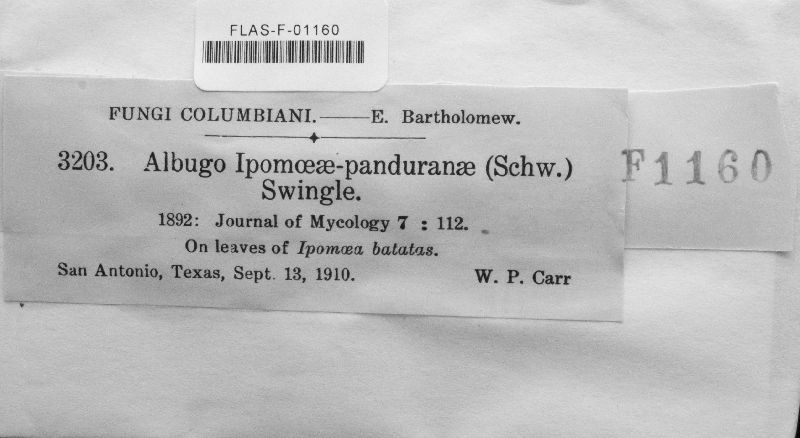 FLAS-F-01160
FUNGI COLUMBIANI.——E. Bartholomew.
3203. Albugo Ipomœæ-panduranæ (Schw.)
Swingle.
1892: Journal of Mycology 7 : 112.
On leaves of Ipomœa batatas.
San Antonio, Texas, Sept. 13, 1910. W. P. Carr
F1160